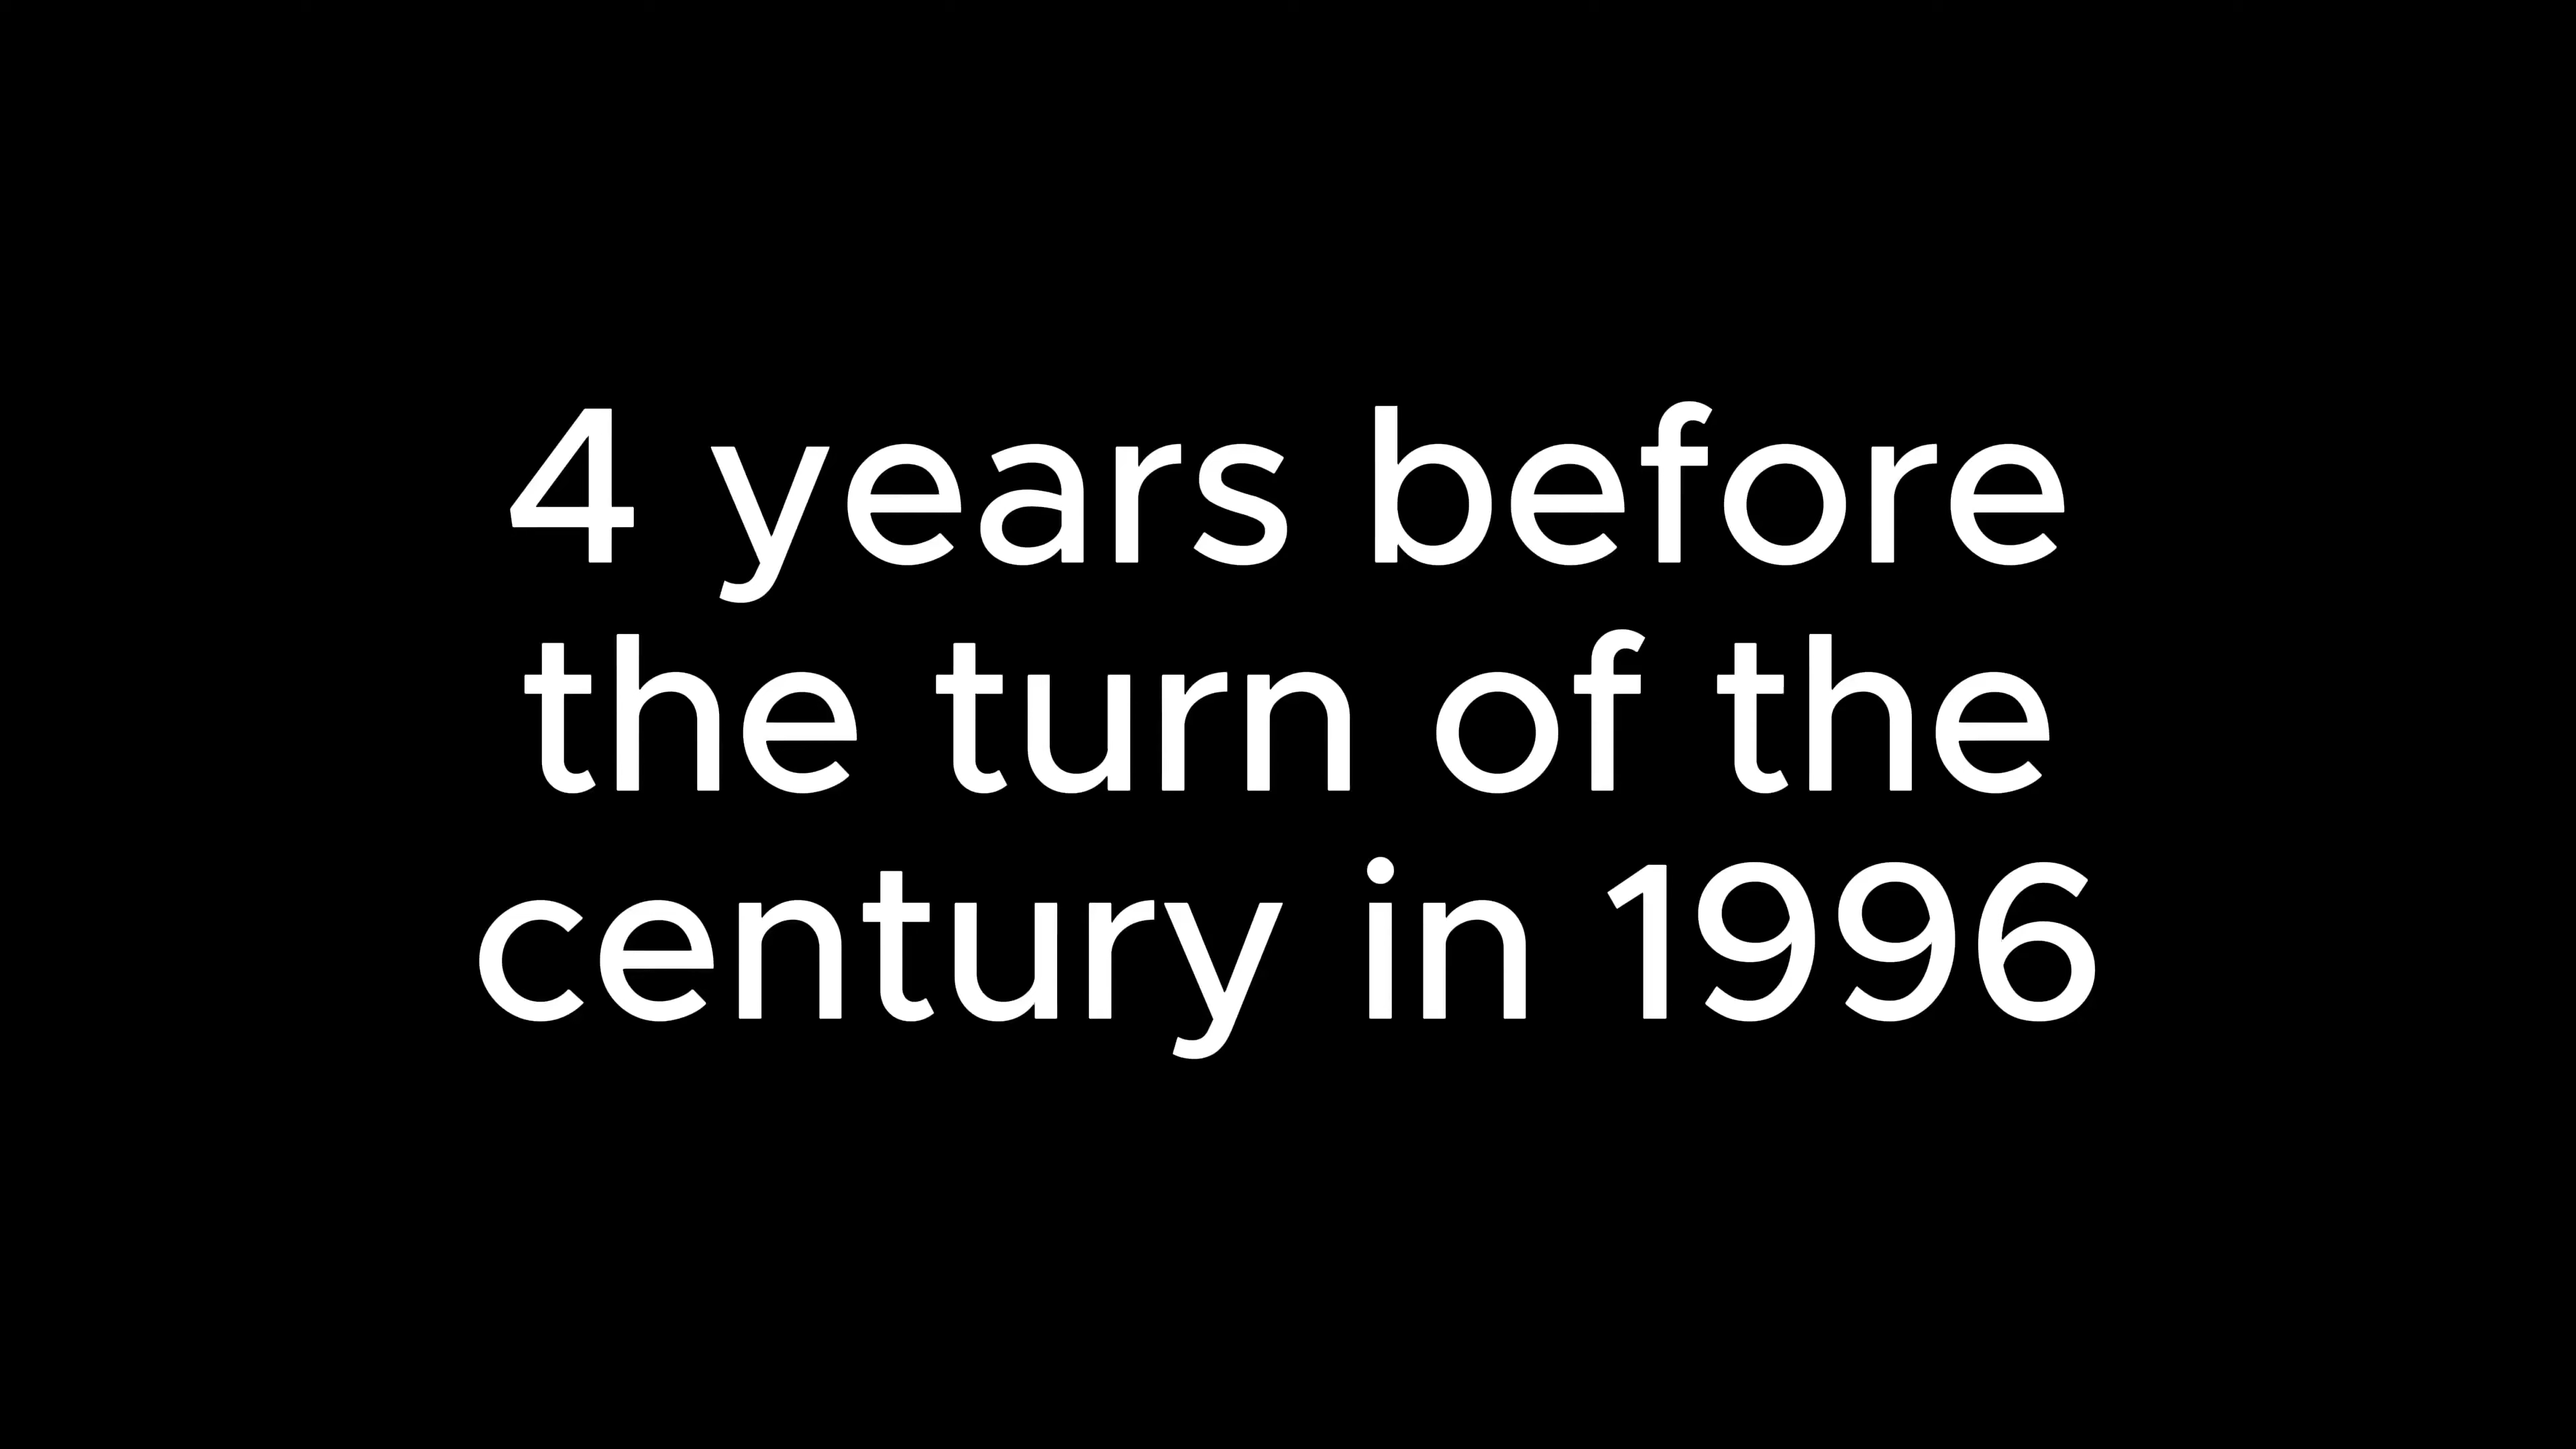 4 years before
the turn of the
century in 1996